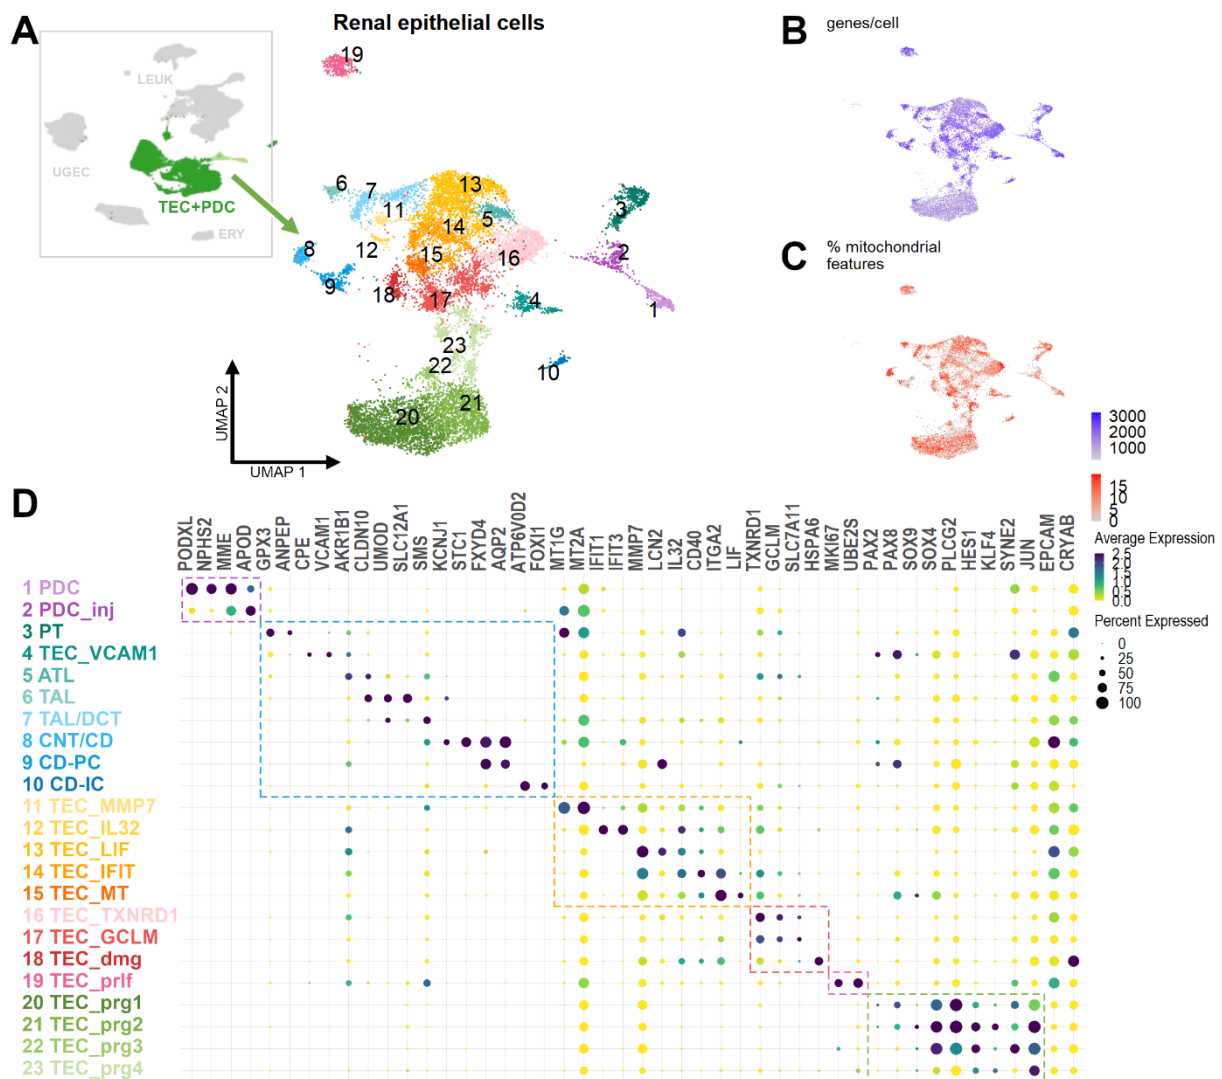 A
Renal epithelial cells
LEUK
UGEC
TEC+PDC
ERY
19
6
7
13
11
5
3
14
12
2
8
15
16
9
18
17
4
1
23
10
22
20
21
UMAP 2
UMAP 1
B
genes/cell
C
% mitochondrial
features
3000
2000
1000
15
10
5
0
D
PODXL
NPHS2
MME
APOD
GPX3
ANPEP
CPE
VCAM1
AKR1B1
CLDN10
UMOD
SLC12A1
SMS
KCNJ1
STC1
FXYD4
AQP2
ATP6V0D2
FOXI1
MT1G
MT2A
IFIT1
IFIT3
MMP7
LCN2
IL32
CD40
ITGA2
LIF
TXNRD1
GCLM
SLC7A11
HSPA6
MKI67
UBE2S
PAX2
PAX8
SOX9
SOX4
PLCG2
HES1
KLF4
SYNE2
JUN
EPCAM
CRYAB
1 PDC
2 PDC_inj
3 PT
4 TEC_VCAM1
5 ATL
6 TAL
7 TAL/DCT
8 CNT/CD
9 CD-PC
10 CD-IC
11 TEC_MMP7
12 TEC_IL32
13 TEC_LIF
14 TEC_IFIT
15 TEC_MT
16 TEC_TXNRD1
17 TEC_GCLM
18 TEC_dmg
19 TEC_prlf
20 TEC_prg1
21 TEC_prg2
22 TEC_prg3
23 TEC_prg4
Average Expression
2.5
2.0
1.5
1.0
0.5
0.0
Percent Expressed
0
25
50
75
100